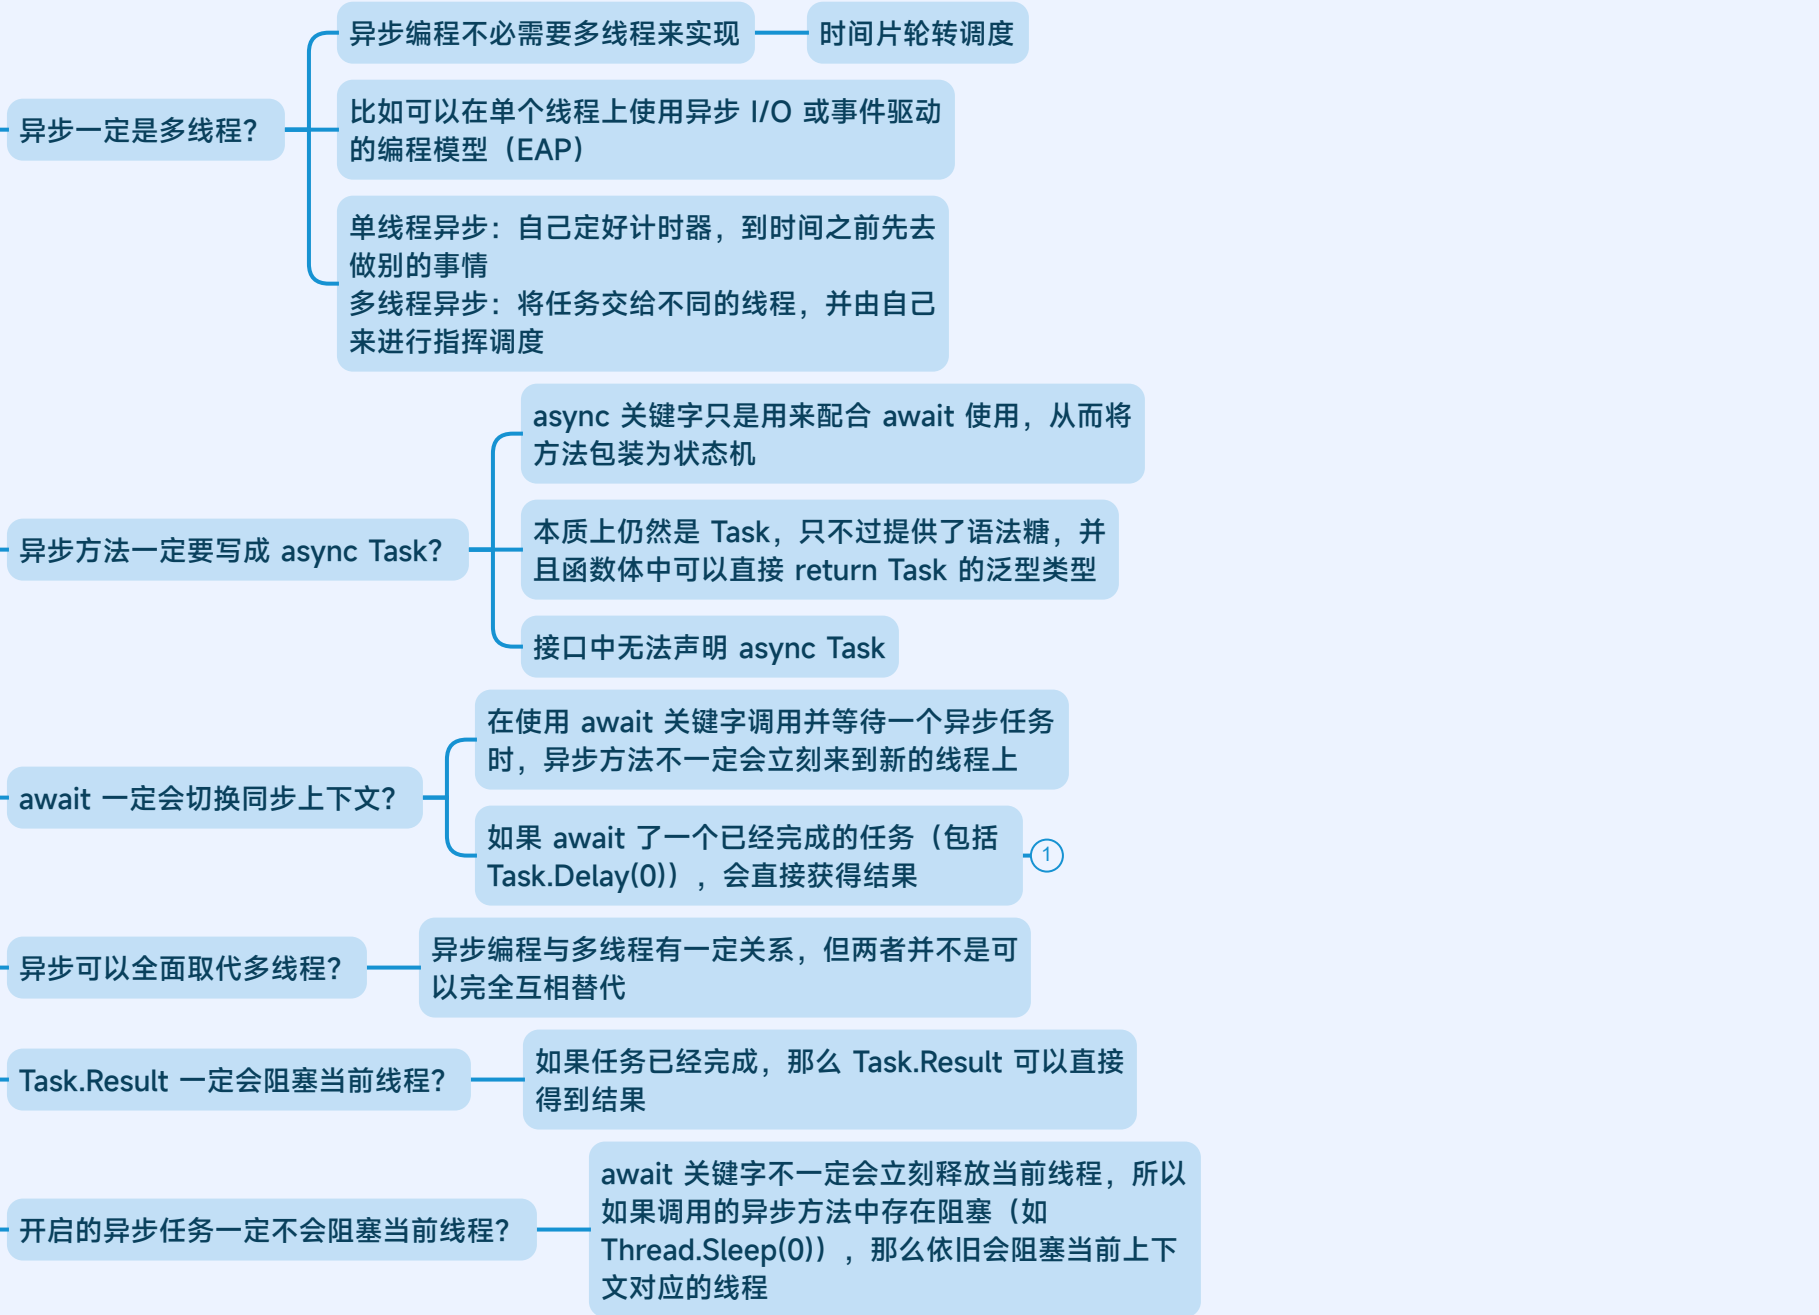 异步一定是多线程？
异步编程不必需要多线程来实现
时间片轮转调度
比如可以在单个线程上使用异步 I/O 或事件驱动
的编程模型（EAP）
单线程异步：自己定好计时器，到时间之前先去
做别的事情
多线程异步：将任务交给不同的线程，并由自己
来进行指挥调度
异步方法一定要写成 async Task？
async 关键字只是用来配合 await 使用，从而将
方法包装为状态机
本质上仍然是 Task，只不过提供了语法糖，并
且函数体中可以直接 return Task 的泛型类型
接口中无法声明 async Task
await 一定会切换同步上下文？
在使用 await 关键字调用并等待一个异步任务
时，异步方法不一定会立刻来到新的线程上
如果 await 了一个已经完成的任务（包括
Task.Delay(0)），会直接获得结果
1
异步可以全面取代多线程？
异步编程与多线程有一定关系，但两者并不是可
以完全互相替代
Task.Result 一定会阻塞当前线程？
如果任务已经完成，那么 Task.Result 可以直接
得到结果
开启的异步任务一定不会阻塞当前线程？
await 关键字不一定会立刻释放当前线程，所以
如果调用的异步方法中存在阻塞（如
Thread.Sleep(0)），那么依旧会阻塞当前上下
文对应的线程